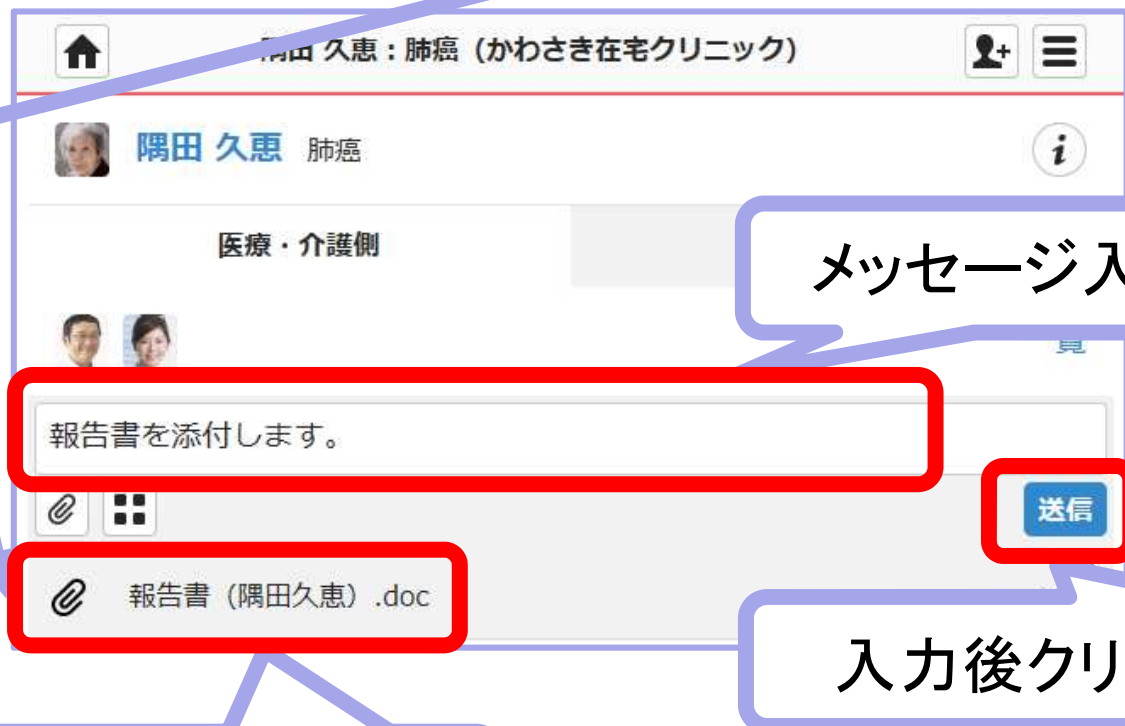 田 久恵：肺癌（かわさき在宅クリニック）
隅田 久恵 肺癌
医療・介護側
メッセージ入
覧
報告書を添付します。
送信
報告書（隅田久恵）.doc
入力後クリ